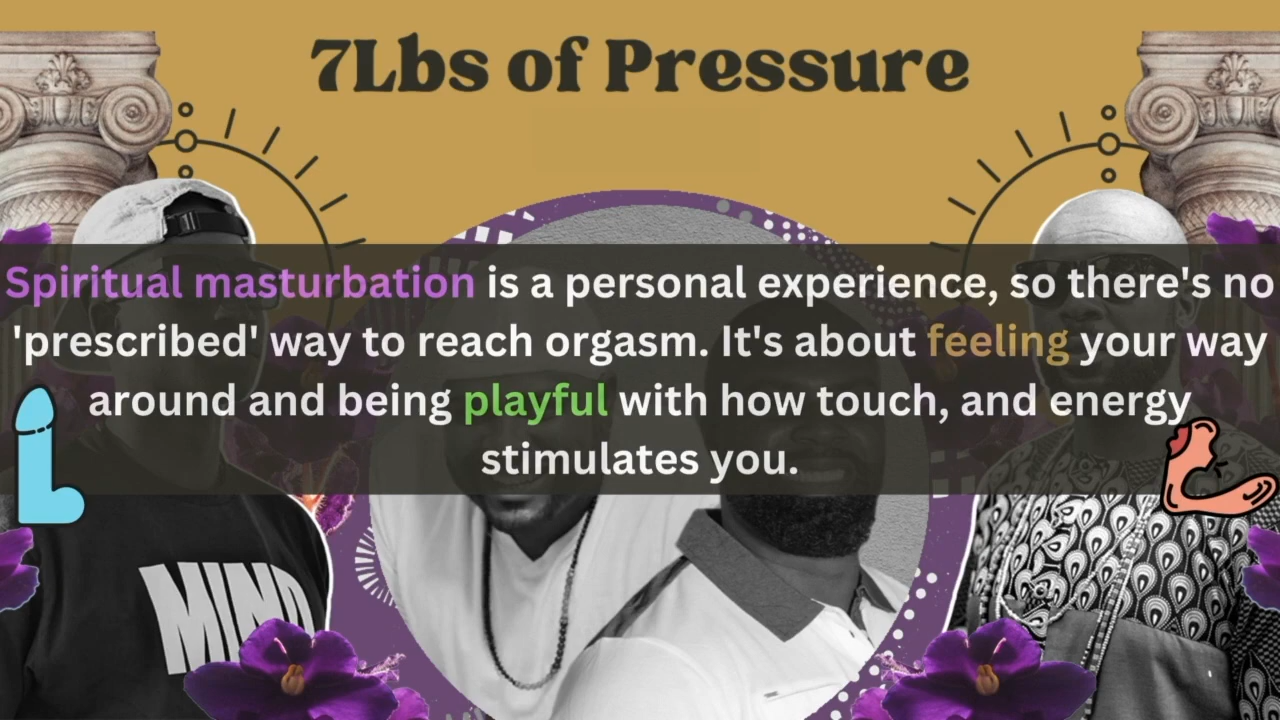 7Lbs of Pressure
Spiritual masturbation is a personal experience, so there's no
'prescribed' way to reach orgasm. It's about feeling your way
around and being playful with how touch, and energy
stimulates you.
MIND